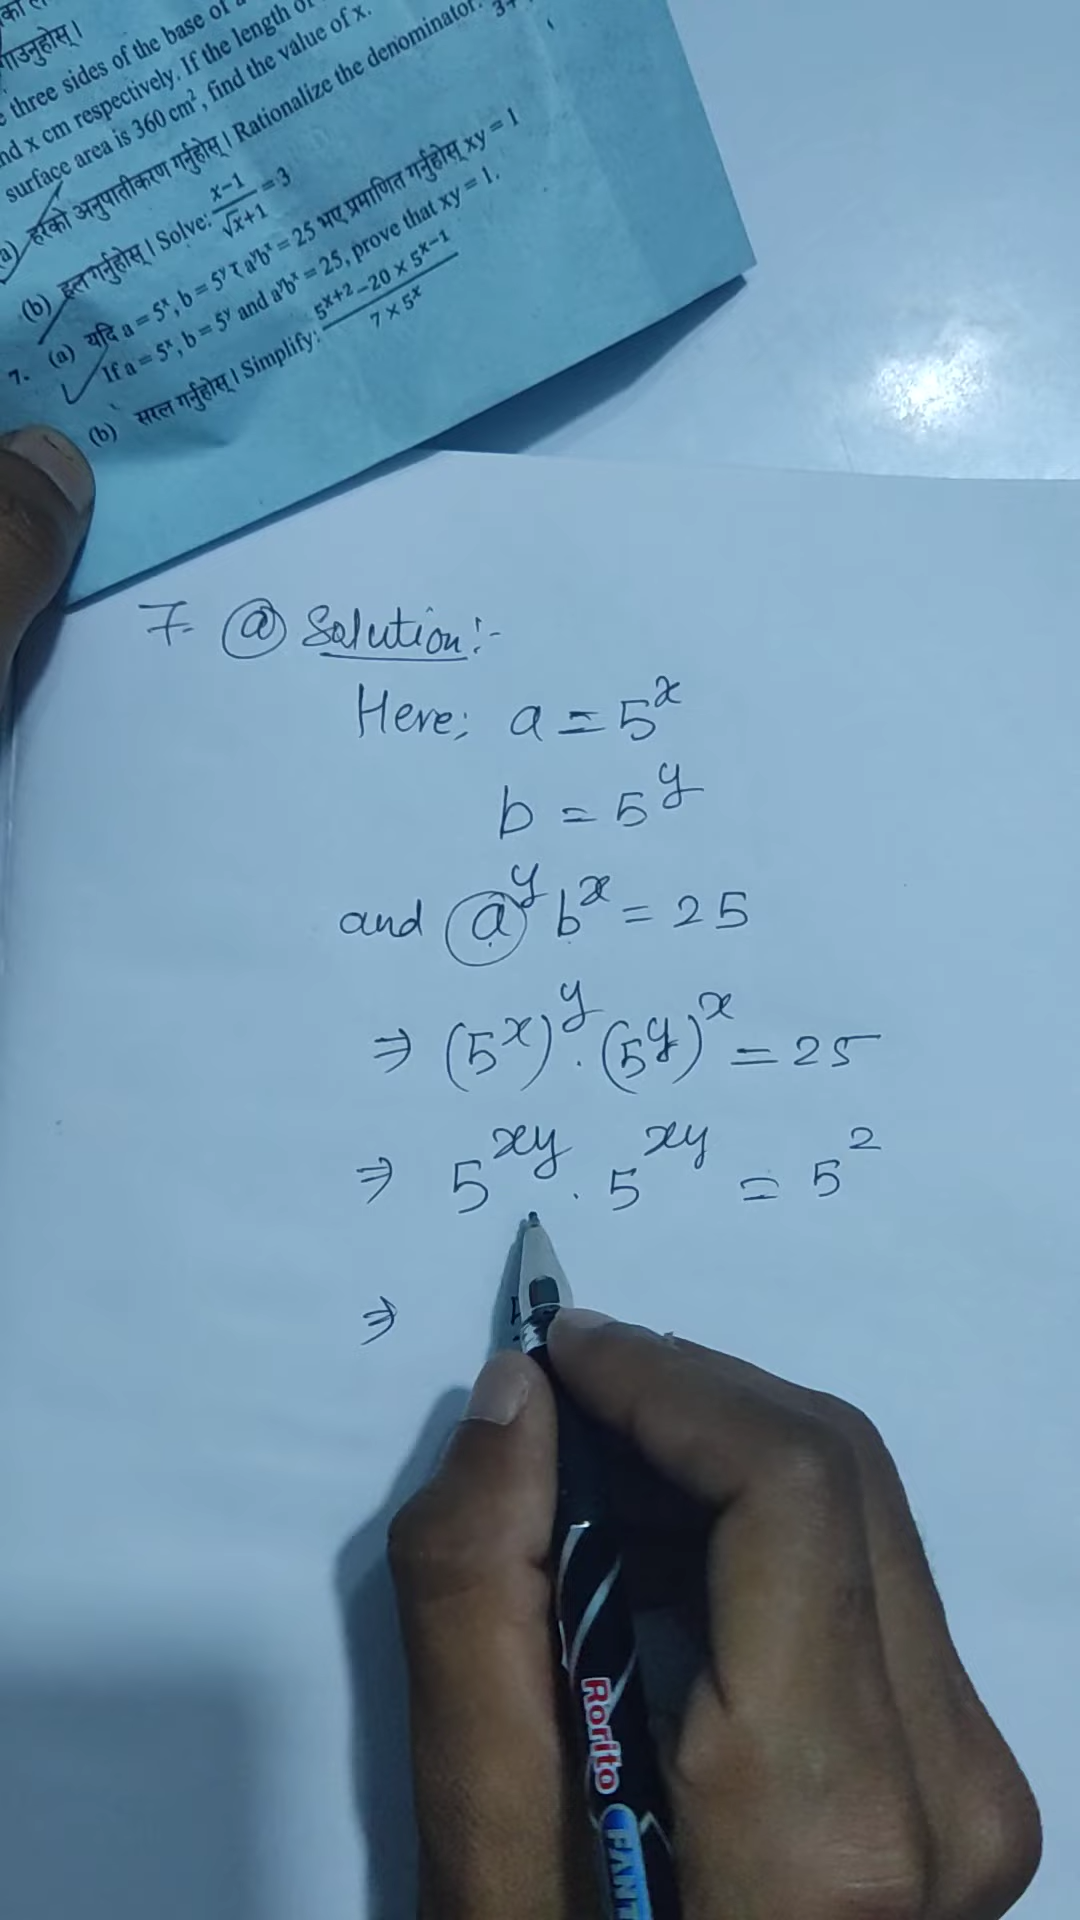 गाउनुहोस् ।
three sides of the base of
x cm respectively. If the length of
surface area is 360 cm², find the value of x.
हरको अनुपातीकरण गर्नुहोस् । Rationalize the denominator. 3+
(b) हल गर्नुहोस् । Solve: (x−1)/(√x+1) = 3
7. (a) यदि a = 5ˣ, b = 5ʸ र aʸbˣ = 25 भए प्रमाणित गर्नुहोस् xy = 1
If a = 5ˣ, b = 5ʸ and aʸbˣ = 25, prove that xy = 1.
(b) सरल गर्नुहोस् । Simplify: (5ˣ⁺² − 20 × 5ˣ⁻¹)/(7 × 5ˣ)
7. ⓐ Solution:-
Here; a = 5ˣ
b = 5ʸ
and aʸ bˣ = 25
⇒ (5ˣ)ʸ . (5ʸ)ˣ = 25
⇒ 5ˣʸ . 5ˣʸ = 5²
⇒
Rorito
FANT